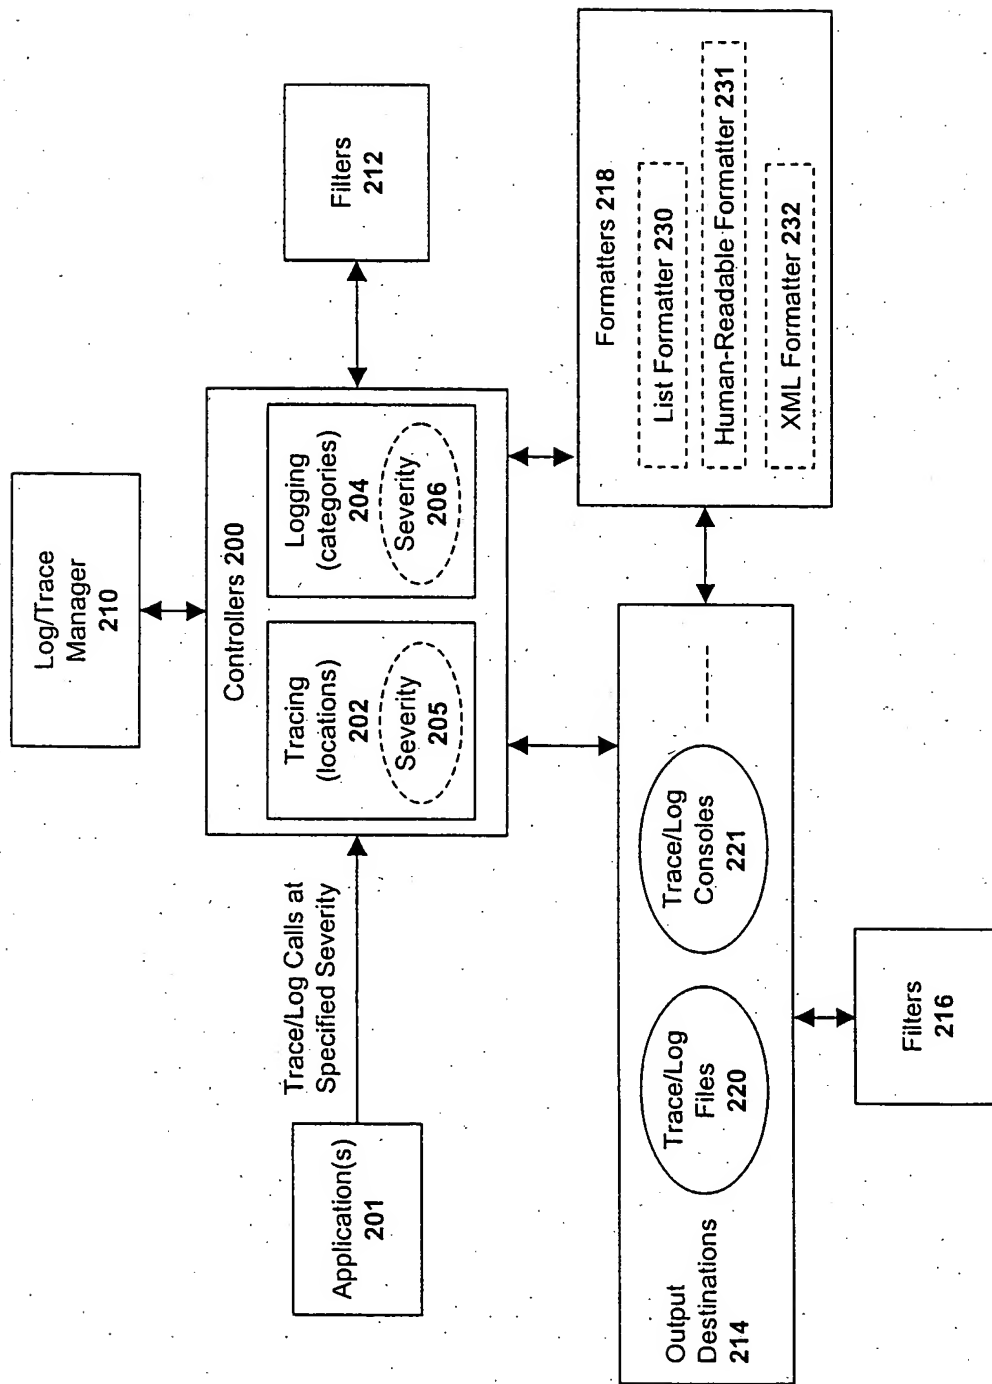 Log/Trace
Manager
210
Controllers 200
Tracing
(locations)
202
Severity
205
Logging
(categories)
204
Severity
206
Filters
212
Trace/Log Calls at
Specified Severity
Application(s)
201
Output
Destinations
214
Trace/Log
Files
220
Trace/Log
Consoles
221
Filters
216
Formatters 218
List Formatter 230
Human-Readable Formatter 231
XML Formatter 232